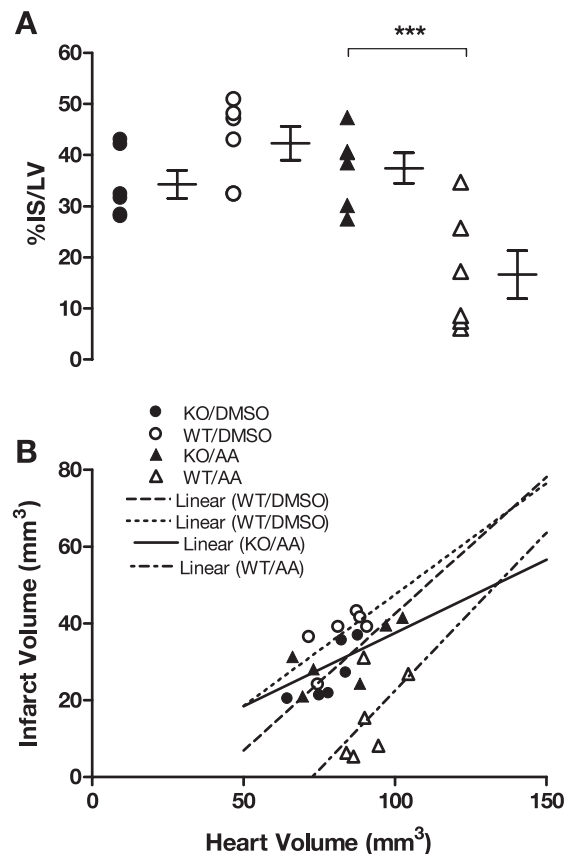 A
***
60
50
40
30
20
10
0
%IS/LV
KO/DMSO
WT/DMSO
KO/AA
WT/AA
Linear (WT/DMSO)
Linear (WT/DMSO)
Linear (KO/AA)
Linear (WT/AA)
B
80
60
40
20
0
Infarct Volume (mm³)
0 50 100 150
Heart Volume (mm³)